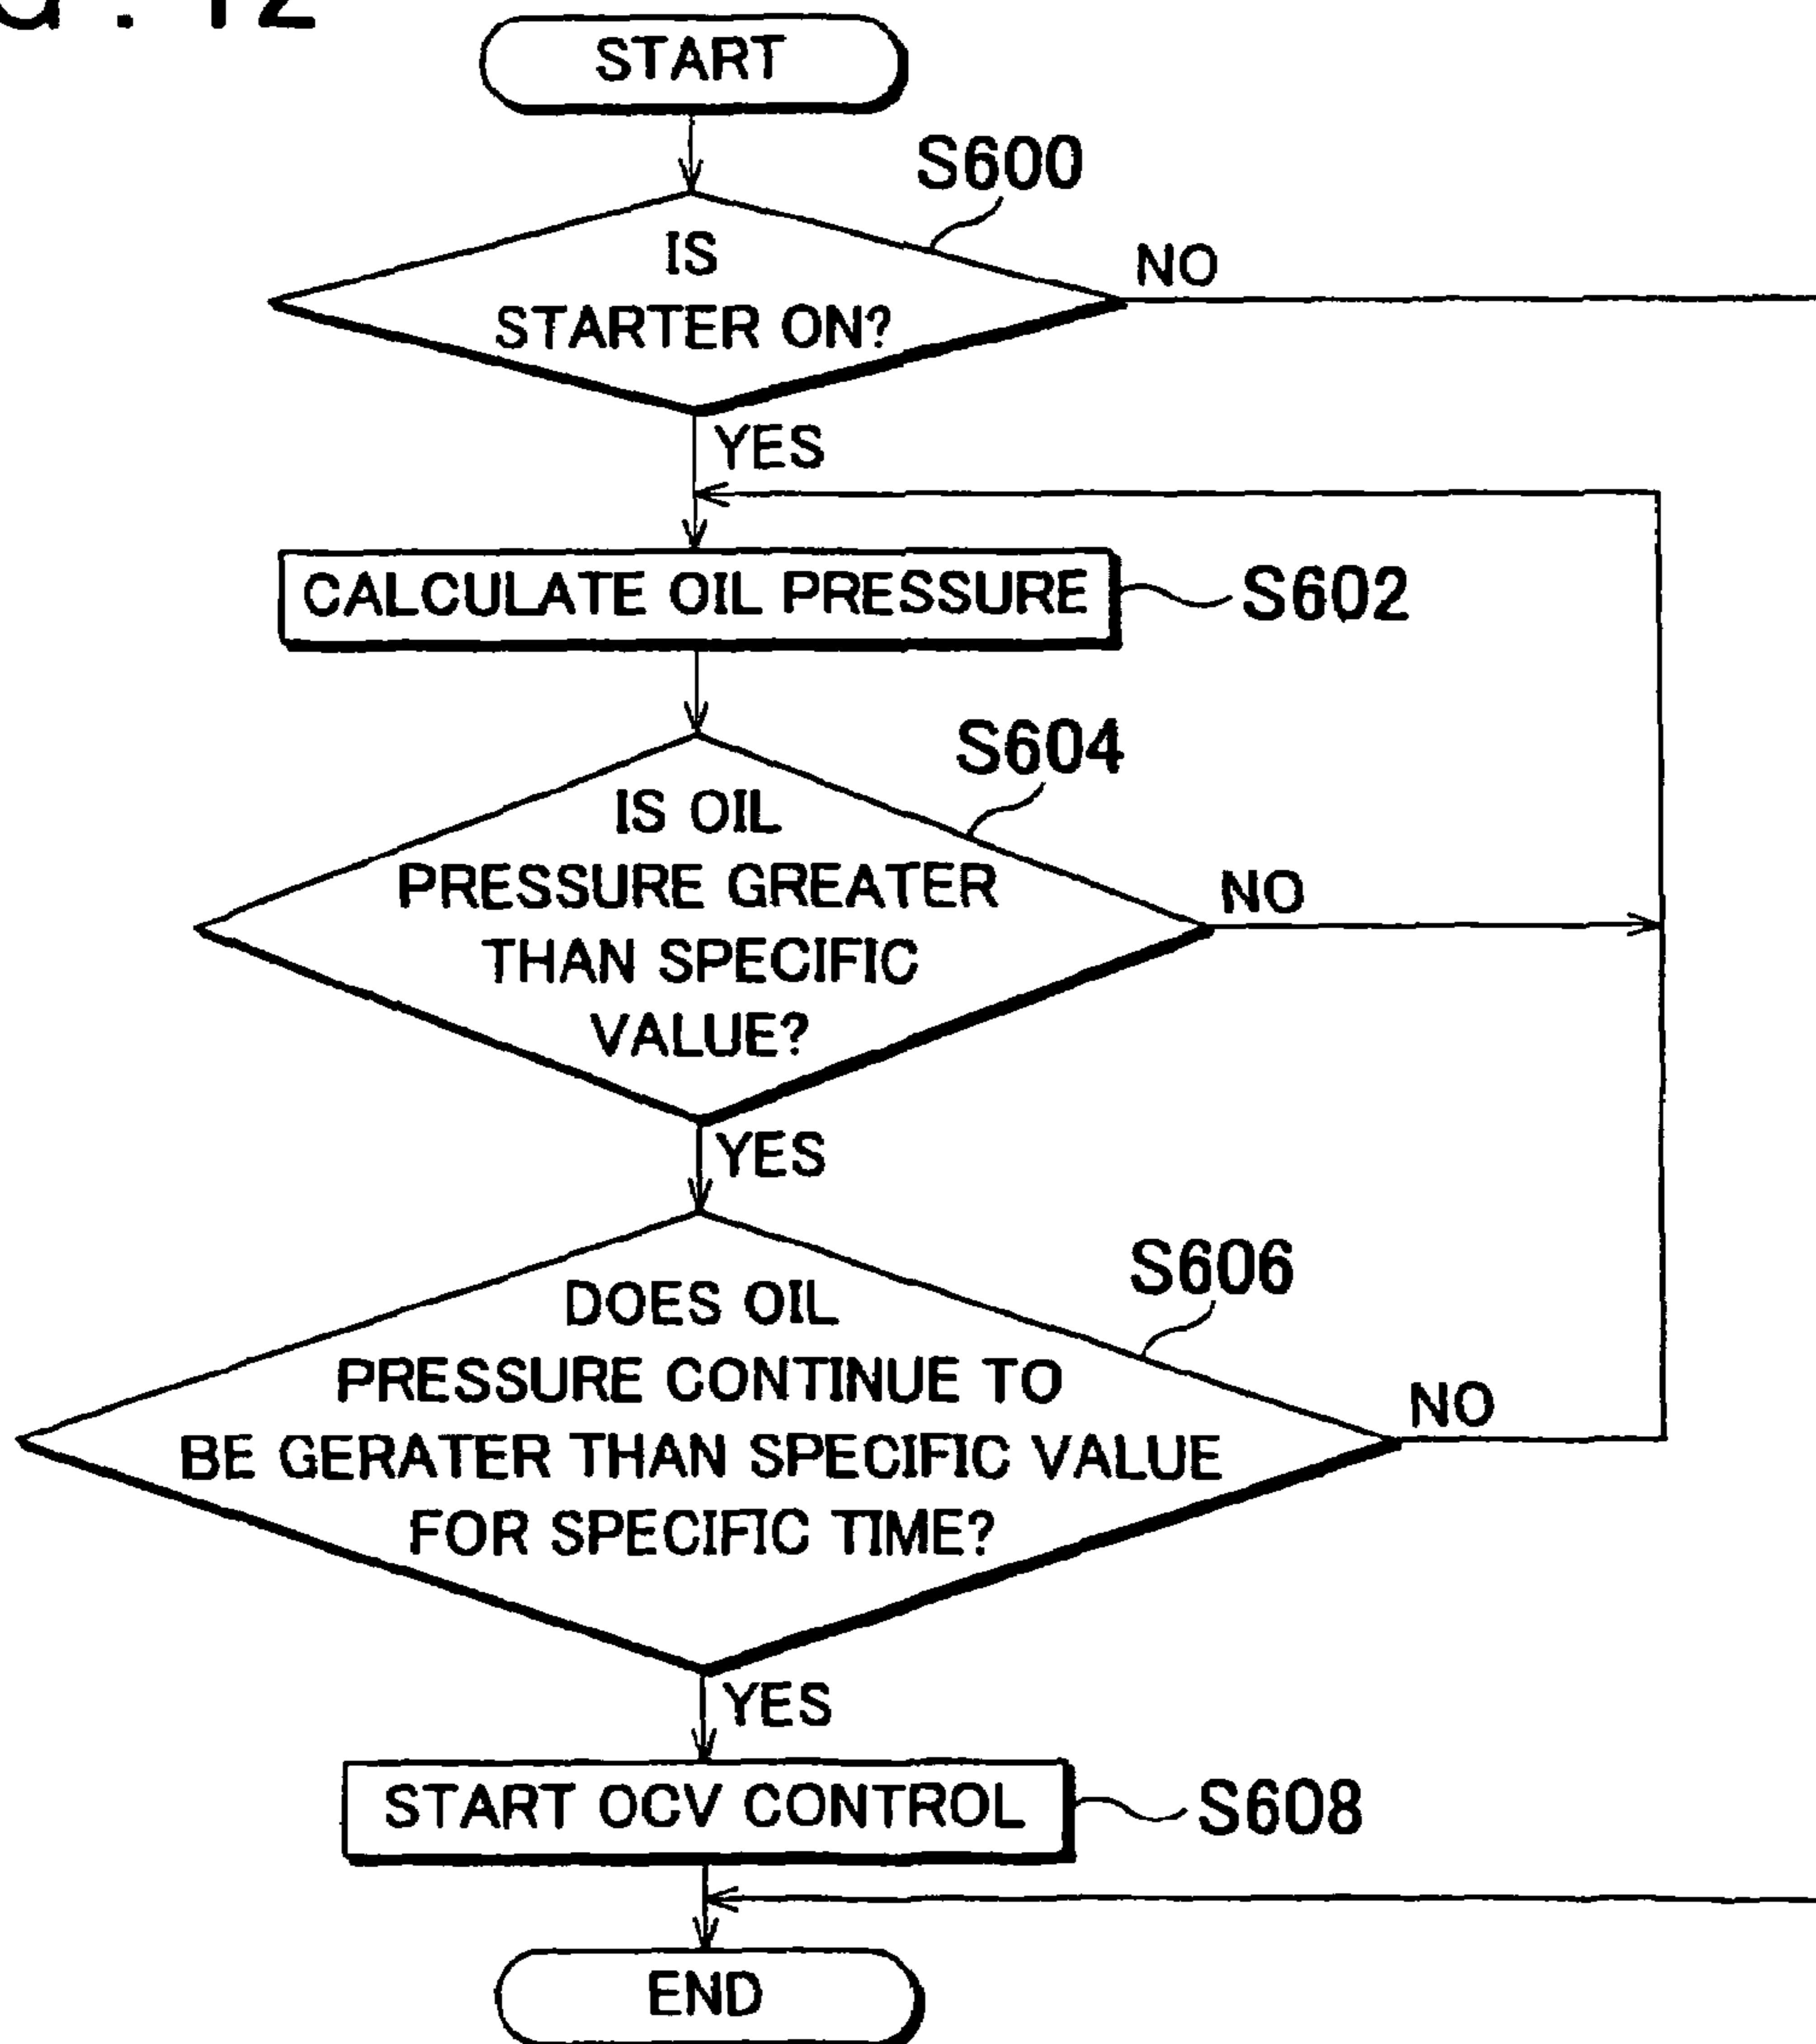 G. 12
START
S600
IS
STARTER ON?
NO
YES
CALCULATE OIL PRESSURE
S602
S604
IS OIL
PRESSURE GREATER
THAN SPECIFIC
VALUE?
NO
YES
S606
DOES OIL
PRESSURE CONTINUE TO
BE GERATER THAN SPECIFIC VALUE
FOR SPECIFIC TIME?
NO
YES
START OCV CONTROL
S608
END